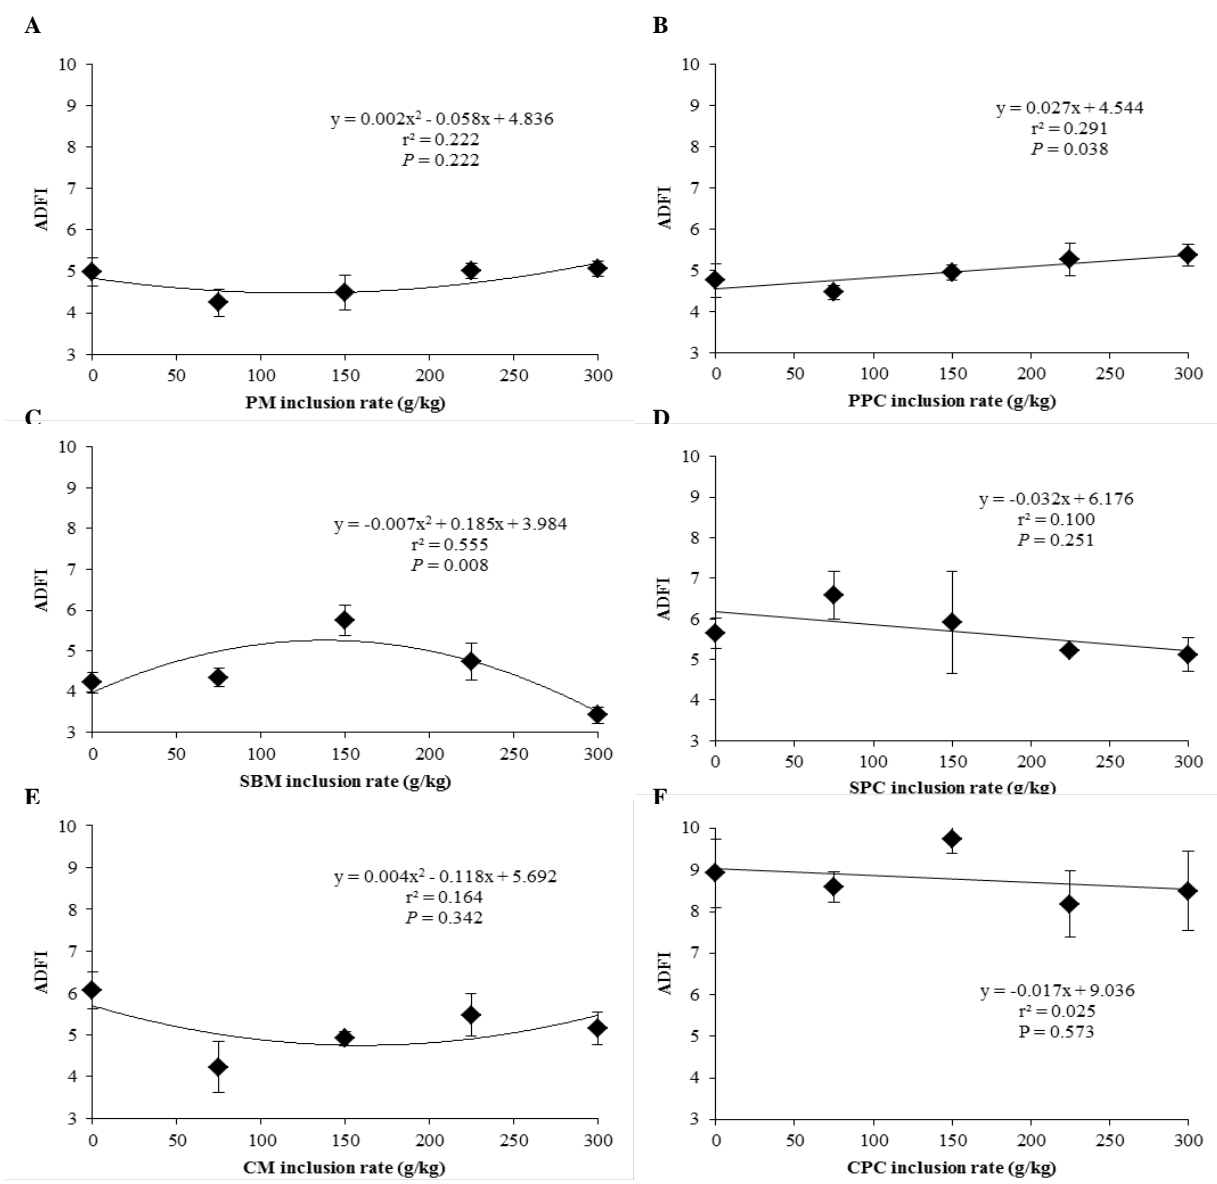 A
10
9
8
7
6
5
4
3
ADFI
y = 0.002x² - 0.058x + 4.836
r² = 0.222
P = 0.222
0 50 100 150 200 250 300
PM inclusion rate (g/kg)
B
10
9
8
7
6
5
4
3
ADFI
y = 0.027x + 4.544
r² = 0.291
P = 0.038
0 50 100 150 200 250 300
PPC inclusion rate (g/kg)
C
10
9
8
7
6
5
4
3
ADFI
y = -0.007x² + 0.185x + 3.984
r² = 0.555
P = 0.008
0 50 100 150 200 250 300
SBM inclusion rate (g/kg)
D
10
9
8
7
6
5
4
3
ADFI
y = -0.032x + 6.176
r² = 0.100
P = 0.251
0 50 100 150 200 250 300
SPC inclusion rate (g/kg)
E
10
9
8
7
6
5
4
3
ADFI
y = 0.004x² - 0.118x + 5.692
r² = 0.164
P = 0.342
0 50 100 150 200 250 300
CM inclusion rate (g/kg)
F
10
9
8
7
6
5
4
3
ADFI
y = -0.017x + 9.036
r² = 0.025
P = 0.573
0 50 100 150 200 250 300
CPC inclusion rate (g/kg)